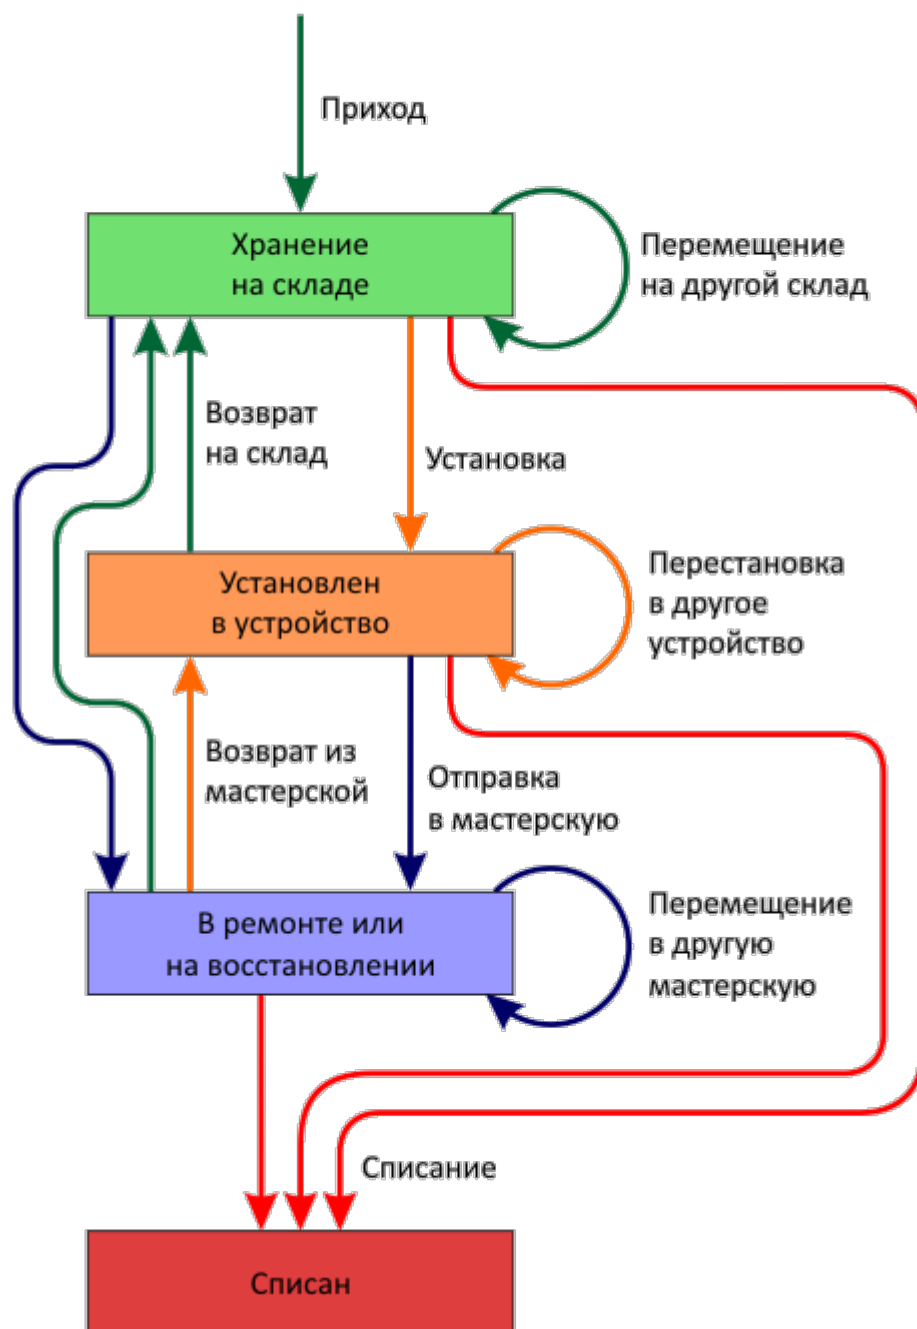 Приход
Хранение
на складе
Перемещение
на другой склад
Возврат
на склад
Установка
Установлен
в устройство
Перестановка
в другое
устройство
Возврат из
мастерской
Отправка
в мастерскую
В ремонте или
на восстановлении
Перемещение
в другую
мастерскую
Списание
Списан